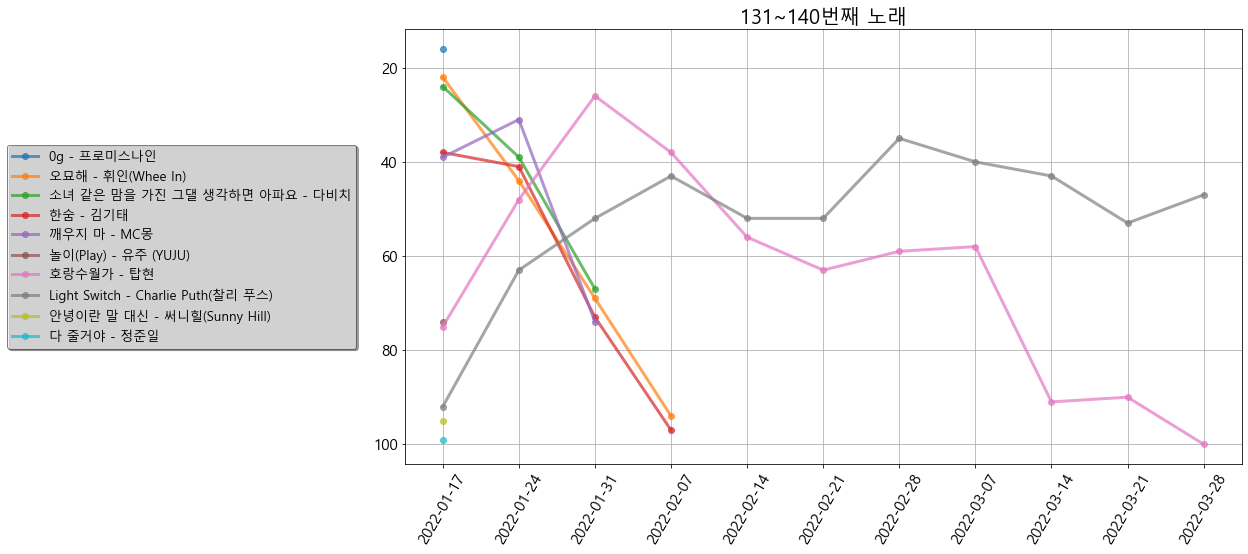 131~140번째 노래
0g - 프로미스나인
오묘해 - 휘인(Whee In)
소녀 같은 맘을 가진 그댈 생각하면 아파요 - 다비치
한숨 - 김기태
깨우지 마 - MC몽
놀이(Play) - 유주 (YUJU)
호랑수월가 - 탑현
Light Switch - Charlie Puth(찰리 푸스)
안녕이란 말 대신 - 써니힐(Sunny Hill)
다 줄거야 - 정준일
20
40
60
80
100
2022-01-17
2022-01-24
2022-01-31
2022-02-07
2022-02-14
2022-02-21
2022-02-28
2022-03-07
2022-03-14
2022-03-21
2022-03-28